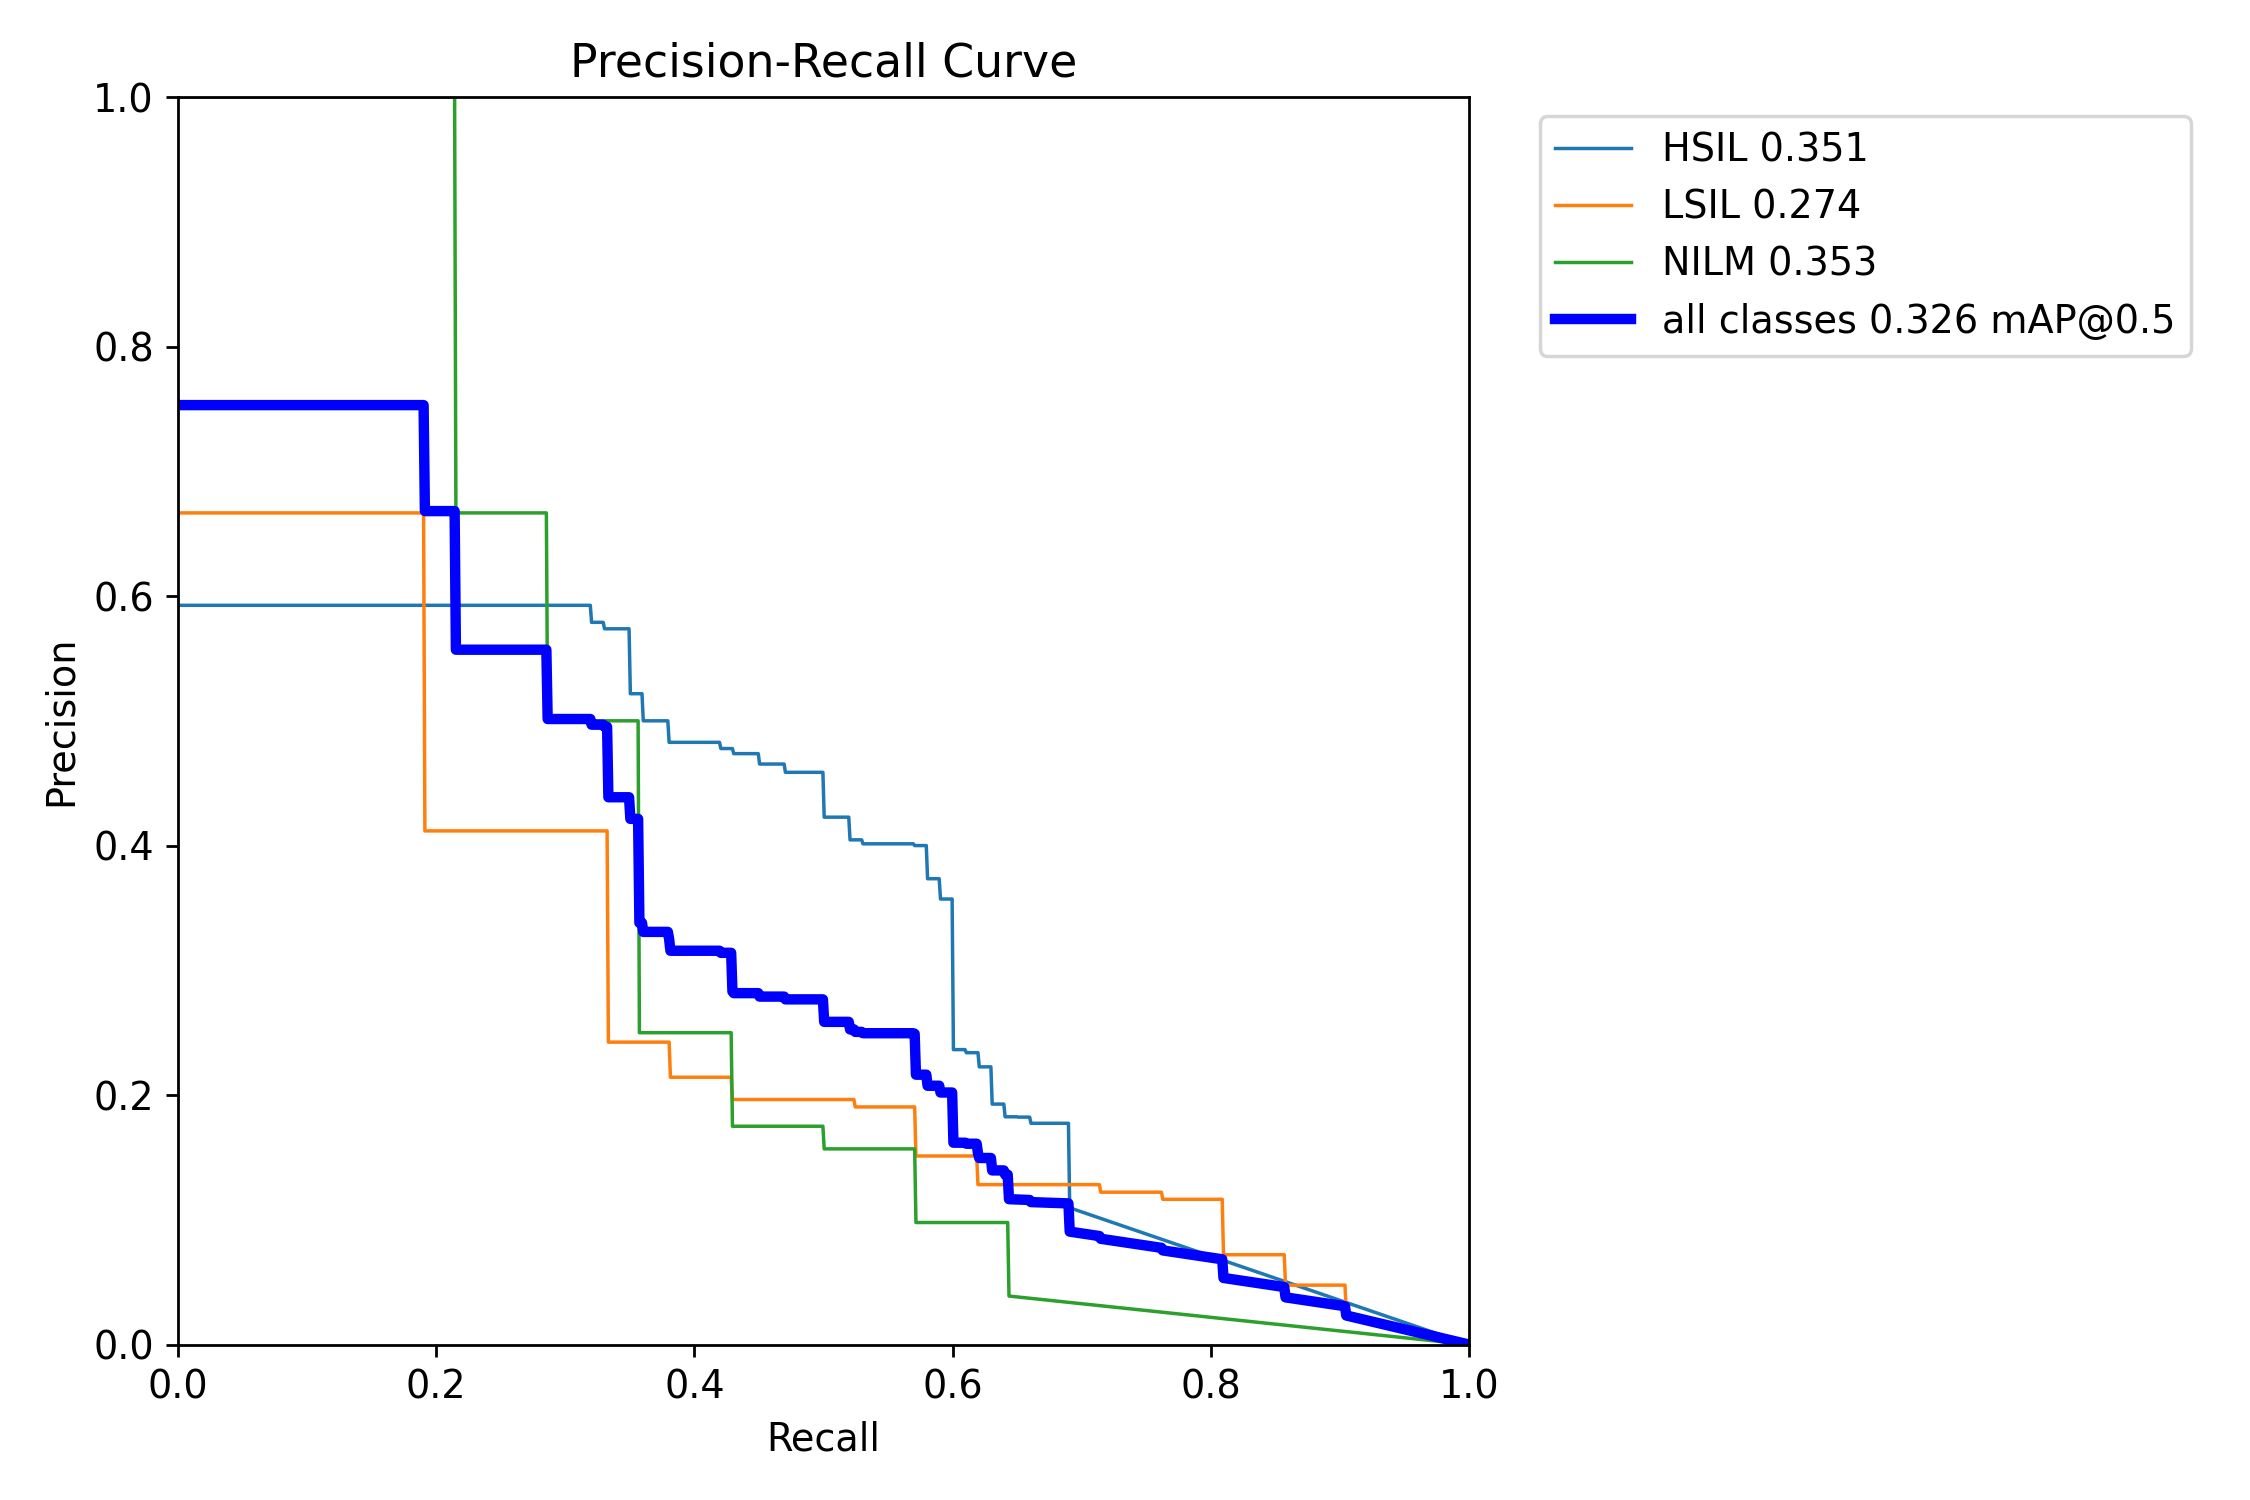 Precision-Recall Curve
1.0
0.8
0.6
0.4
0.2
0.0
Precision
0.0 0.2 0.4 0.6 0.8 1.0
Recall
HSIL 0.351
LSIL 0.274
NILM 0.353
all classes 0.326 mAP@0.5